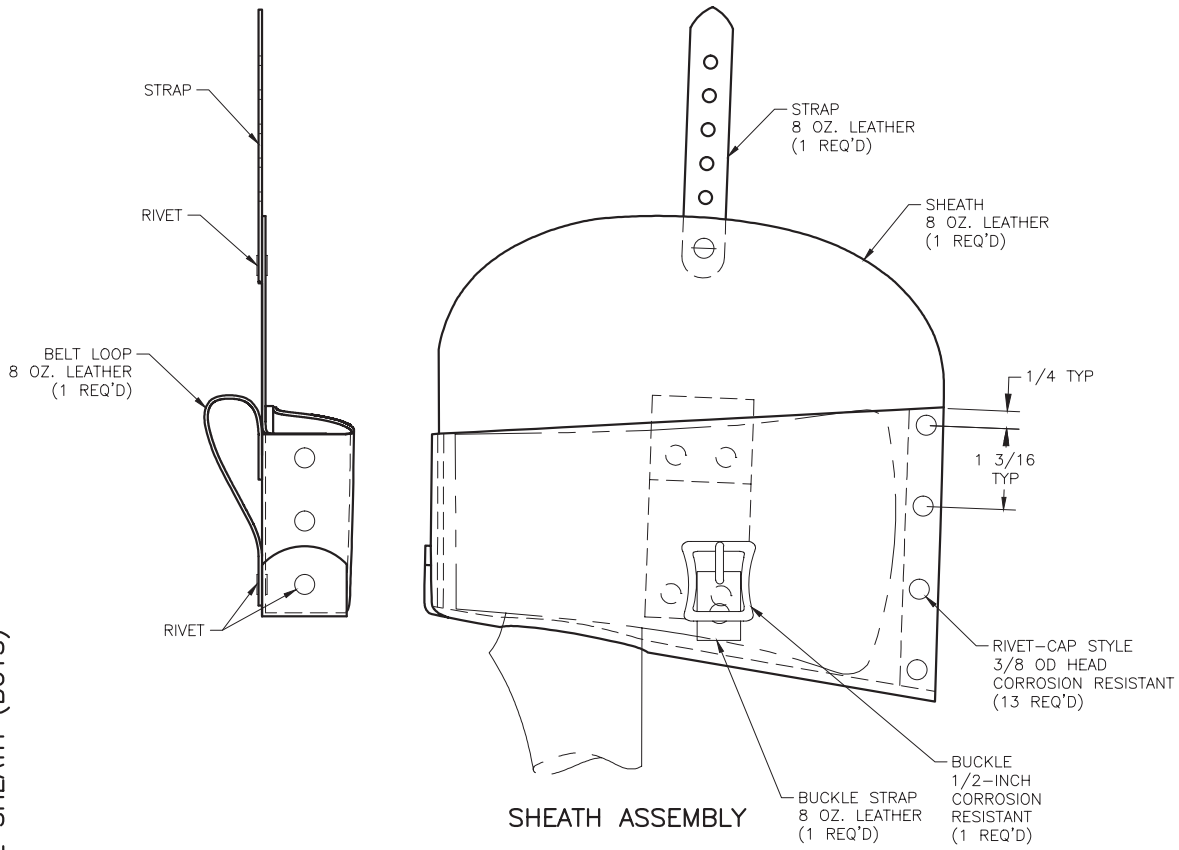 STRAP
RIVET
BELT LOOP
8 OZ. LEATHER
(1 REQ'D)
RIVET
STRAP
8 OZ. LEATHER
(1 REQ'D)
SHEATH
8 OZ. LEATHER
(1 REQ'D)
1/4 TYP
1 3/16
TYP
RIVET-CAP STYLE
3/8 OD HEAD
CORROSION RESISTANT
(13 REQ'D)
BUCKLE
1/2-INCH
CORROSION
RESISTANT
(1 REQ'D)
BUCKLE STRAP
8 OZ. LEATHER
(1 REQ'D)
SHEATH ASSEMBLY
SHEATH (BOYS)